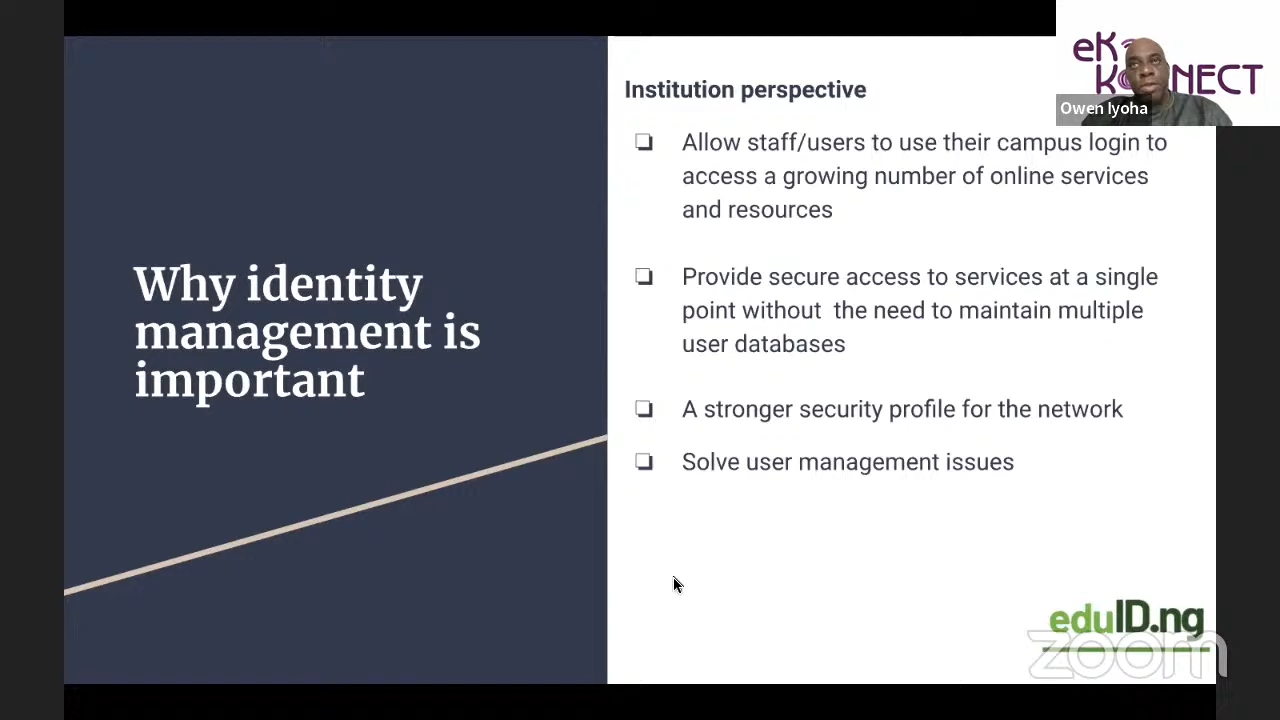 Why identity
management is
important
Institution perspective
❏ Allow staff/users to use their campus login to
access a growing number of online services
and resources
❏ Provide secure access to services at a single
point without  the need to maintain multiple
user databases
❏ A stronger security profile for the network
❏ Solve user management issues
Owen Iyoha
eduID.ng
zoom